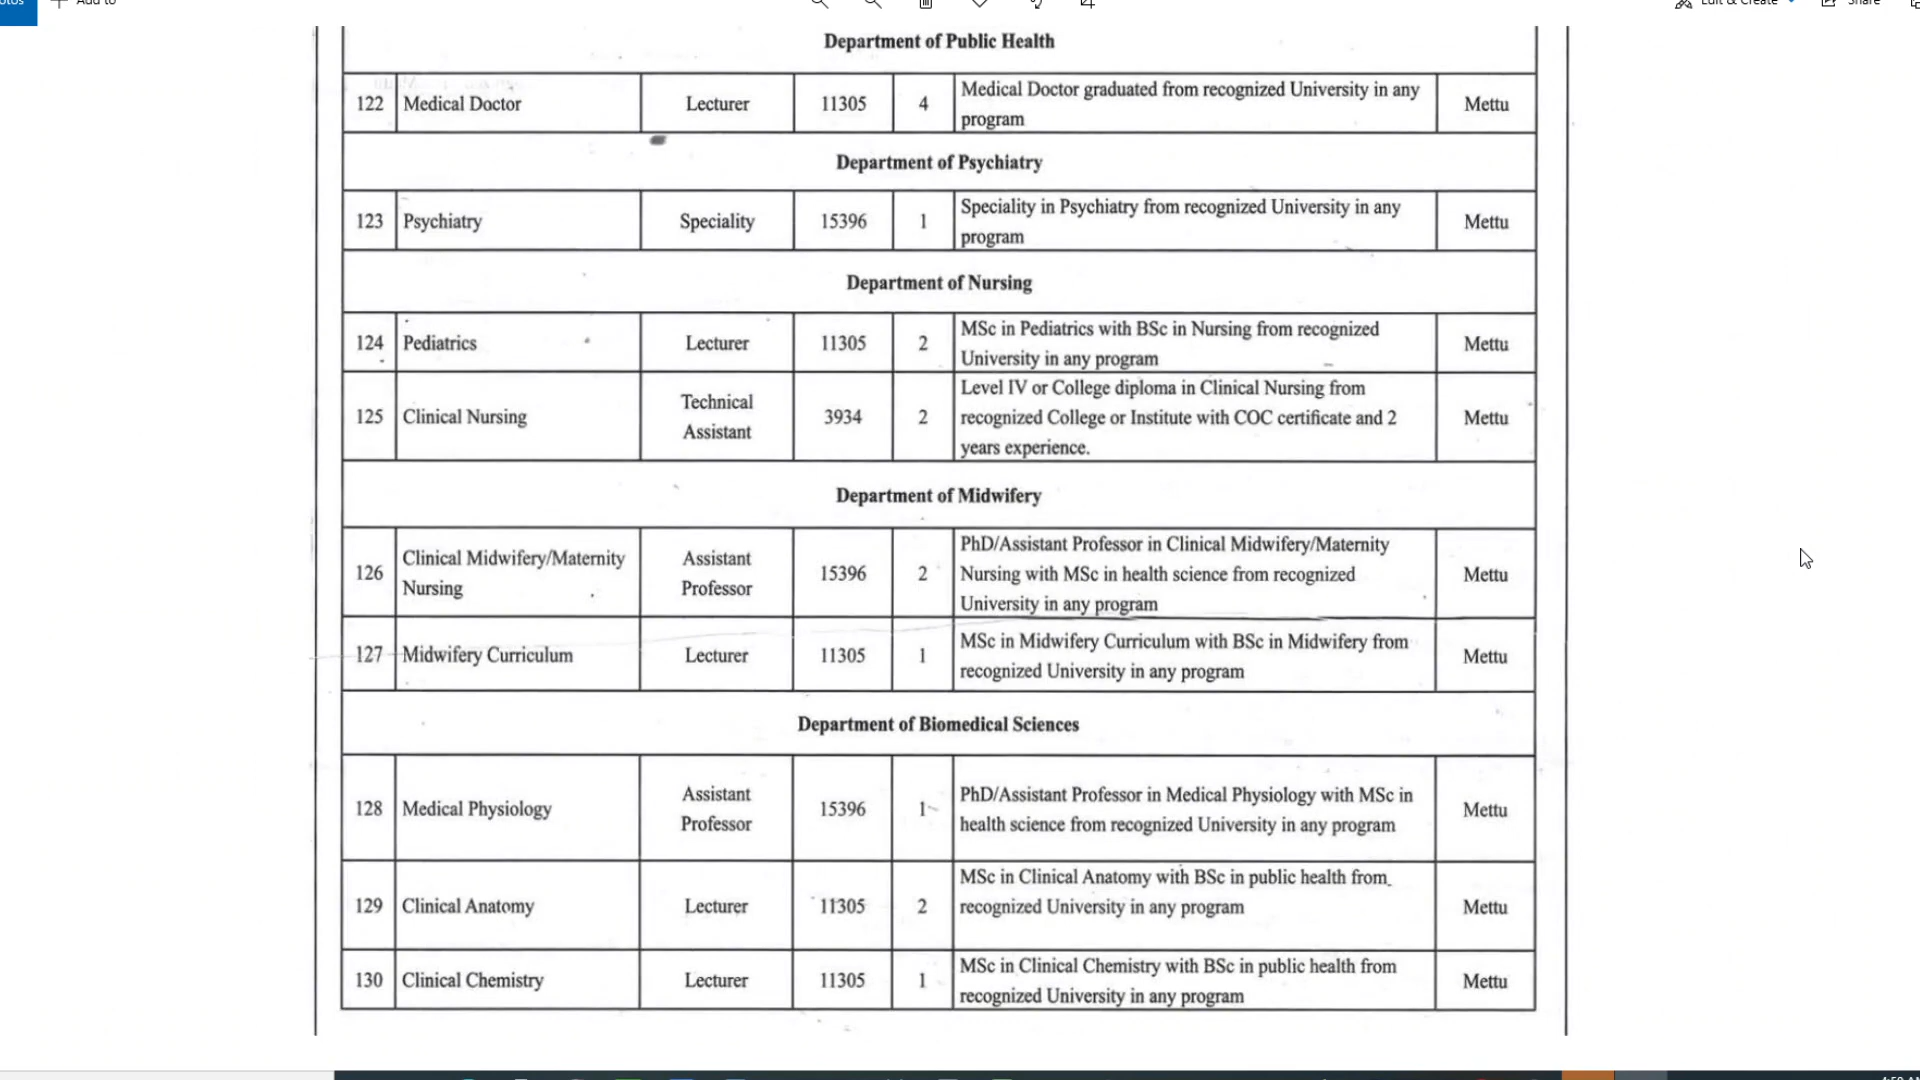 Add to
Edit & Create
Share
Department of Public Health
122 Medical Doctor Lecturer 11305 4 Medical Doctor graduated from recognized University in any program Mettu
Department of Psychiatry
123 Psychiatry Speciality 15396 1 Speciality in Psychiatry from recognized University in any program Mettu
Department of Nursing
124 Pediatrics Lecturer 11305 2 MSc in Pediatrics with BSc in Nursing from recognized University in any program Mettu
125 Clinical Nursing Technical Assistant 3934 2 Level IV or College diploma in Clinical Nursing from recognized College or Institute with COC certificate and 2 years experience. Mettu
Department of Midwifery
126 Clinical Midwifery/Maternity Nursing Assistant Professor 15396 2 PhD/Assistant Professor in Clinical Midwifery/Maternity Nursing with MSc in health science from recognized University in any program Mettu
127 Midwifery Curriculum Lecturer 11305 1 MSc in Midwifery Curriculum with BSc in Midwifery from recognized University in any program Mettu
Department of Biomedical Sciences
128 Medical Physiology Assistant Professor 15396 1 PhD/Assistant Professor in Medical Physiology with MSc in health science from recognized University in any program Mettu
129 Clinical Anatomy Lecturer 11305 2 MSc in Clinical Anatomy with BSc in public health from recognized University in any program Mettu
130 Clinical Chemistry Lecturer 11305 1 MSc in Clinical Chemistry with BSc in public health from recognized University in any program Mettu